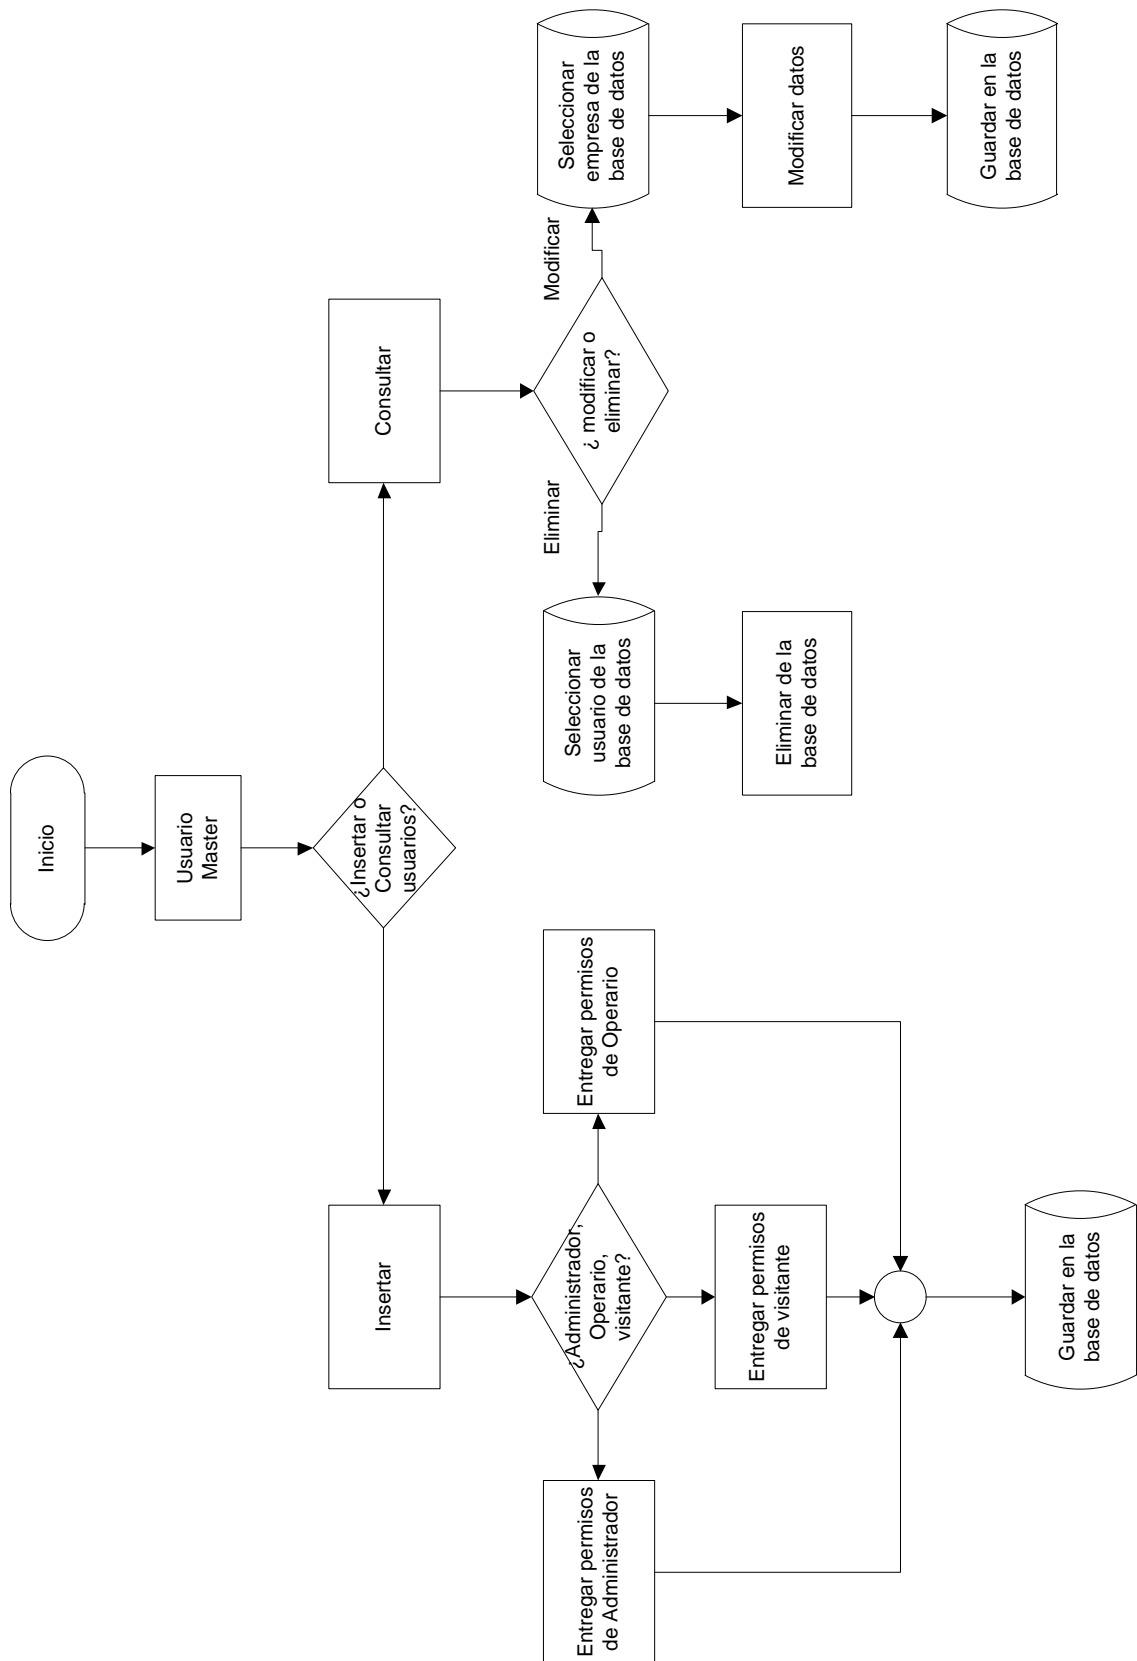 Inicio
Usuario
Master
¿Insertar o
Consultar
usuarios?
Insertar
Consultar
¿Administrador,
Operario,
visitante?
Entregar permisos
de Administrador
Entregar permisos
de visitante
Entregar permisos
de Operario
Guardar en la
base de datos
¿ modificar o
eliminar?
Eliminar
Modificar
Seleccionar
usuario de la
base de datos
Eliminar de la
base de datos
Seleccionar
empresa de la
base de datos
Modificar datos
Guardar en la
base de datos